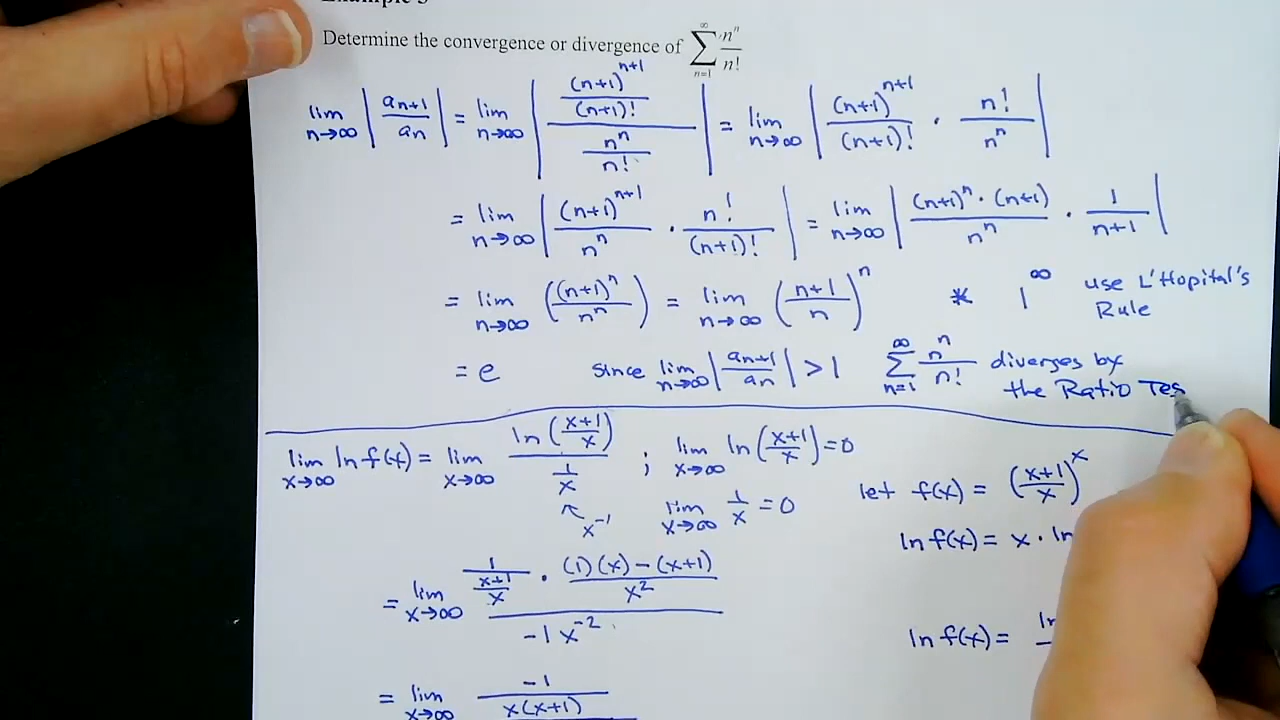 Determine the convergence or divergence of ∑_{n=1}^{∞} n^n / n!
lim_{n→∞} | a_{n+1} / a_n | = lim_{n→∞} | ((n+1)^{n+1} / (n+1)!) / (n^n / n!) | = lim_{n→∞} | (n+1)^{n+1} / (n+1)! · n! / n^n |
= lim_{n→∞} | (n+1)^{n+1} / n^n · n! / (n+1)! | = lim_{n→∞} | (n+1)^n · (n+1) / n^n · 1 / (n+1) |
= lim_{n→∞} ( (n+1)^n / n^n ) = lim_{n→∞} ( (n+1) / n )^n * 1^∞ use L'Hopital's
Rule
= e since lim_{n→∞} | a_{n+1} / a_n | > 1 ∑_{n=1}^{∞} n^n / n! diverges by
the Ratio Tes
lim_{x→∞} ln f(x) = lim_{x→∞} ln( (x+1) / x ) / (1/x) ; lim_{x→∞} ln( (x+1) / x ) = 0
x^{-1} lim_{x→∞} 1/x = 0
let f(x) = ( (x+1) / x )^x
ln f(x) = x · ln
= lim_{x→∞} ( 1 / ((x+1)/x) · ((1)(x) − (x+1)) / x^2 ) / ( −1x^{-2} )
ln f(x) = ln
= lim_{x→∞} −1 / (x(x+1))